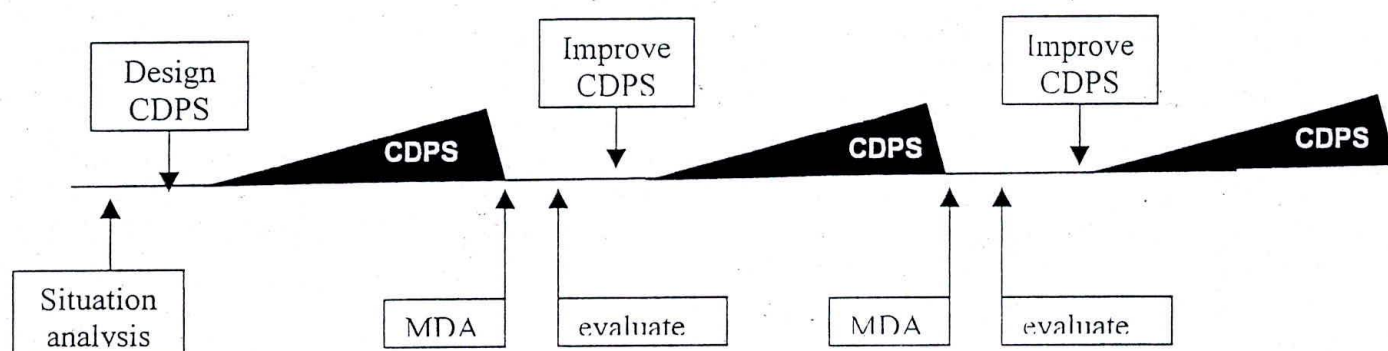 Design
CDPS
Improve
CDPS
Improve
CDPS
CDPS
CDPS
CDPS
Situation
analysis
MDA
evaluate
MDA
evaluate